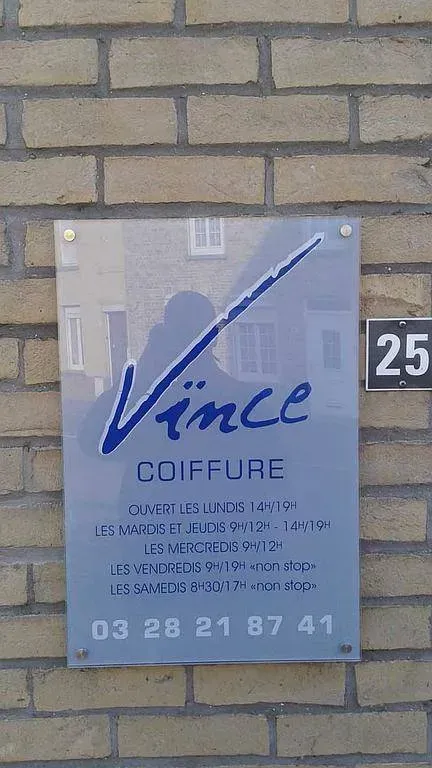 Vince
25
COIFFURE
OUVERT LES LUNDIS 14H/19H
LES MARDIS ET JEUDIS 9H/12H - 14H/19H
LES MERCREDIS 9H/12H
LES VENDREDIS 9H/19H «non stop»
LES SAMEDIS 8H30/17H «non stop»
03 28 21 87 41